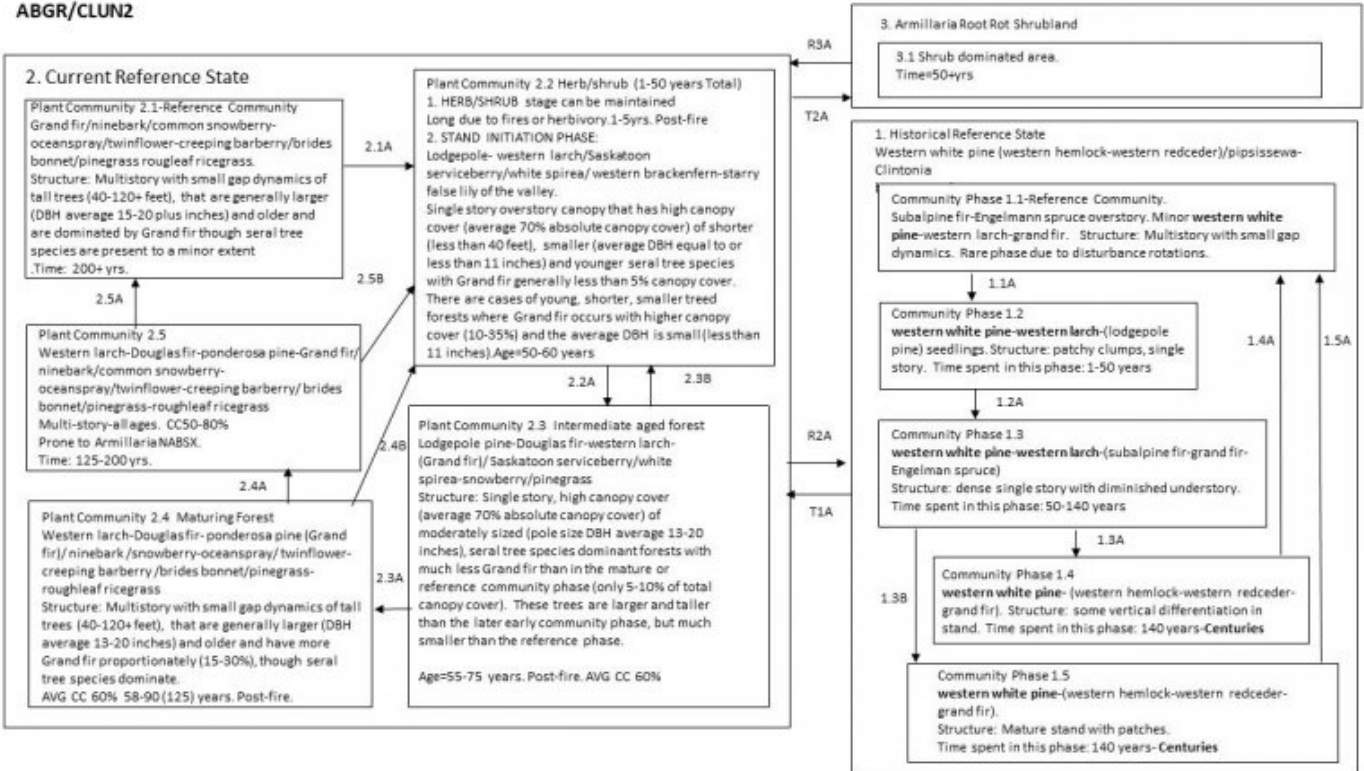 ABGR/CLUN2
2. Current Reference State
Plant Community 2.1-Reference Community
Grand fir/ninebark/common snowberry-
oceanspray/twinflower-creeping barberry/brides
bonnet/pinegrass rougleaf ricegrass.
Structure: Multistory with small gap dynamics of
tall trees (40-120+ feet), that are generally larger
(DBH average 15-20 plus inches) and older and
are dominated by Grand fir though seral tree
species are present to a minor extent
.Time: 200+ yrs.
2.1A
2.5A
2.5B
Plant Community 2.5
Western larch-Douglas fir-ponderosa pine-Grand fir/
ninebark/common snowberry-
oceanspray/twinflower-creeping barberry/ brides
bonnet/pinegrass-roughleaf ricegrass
Multi-story-all ages. CC50-80%
Prone to Armillaria NABSX.
Time: 125-200 yrs.
2.4A
2.4B
Plant Community 2.4 Maturing Forest
Western larch-Douglas fir- ponderosa pine (Grand
fir)/ ninebark /snowberry-oceanspray/ twinflower-
creeping barberry /brides bonnet/pinegrass-
roughleaf ricegrass
Structure: Multistory with small gap dynamics of tall
trees (40-120+ feet), that are generally larger (DBH
average 13-20 inches) and older and have more
Grand fir proportionately (15-30%), though seral
tree species dominate.
AVG CC 60% 58-90 (125) years. Post-fire.
2.3A
Plant Community 2.2 Herb/shrub (1-50 years Total)
1. HERB/SHRUB stage can be maintained
Long due to fires or herbivory.1-5yrs. Post-fire
2. STAND INITIATION PHASE:
Lodgepole- western larch/Saskatoon
serviceberry/white spirea/ western brackenfern-starry
false lily of the valley.
Single story overstory canopy that has high canopy
cover (average 70% absolute canopy cover) of shorter
(less than 40 feet), smaller (average DBH equal to or
less than 11 inches) and younger seral tree species
with Grand fir generally less than 5% canopy cover.
There are cases of young, shorter, smaller treed
forests where Grand fir occurs with higher canopy
cover (10-35%) and the average DBH is small(less than
11 inches).Age=50-60 years
2.2A
2.3B
Plant Community 2.3 Intermediate aged forest
Lodgepole pine-Douglas fir-western larch-
(Grand fir)/ Saskatoon serviceberry/white
spirea-snowberry/pinegrass
Structure: Single story, high canopy cover
(average 70% absolute canopy cover) of
moderately sized (pole size DBH average 13-20
inches), seral tree species dominant forests with
much less Grand fir than in the mature or
reference community phase (only 5-10% of total
canopy cover). These trees are larger and taller
than the later early community phase, but much
smaller than the reference phase.
Age=55-75 years. Post-fire. AVG CC 60%
R3A
T2A
R2A
T1A
3. Armillaria Root Rot Shrubland
3.1 Shrub dominated area.
Time=50+yrs
1. Historical Reference State
Western white pine (western hemlock-western redceder)/pipsissewa-
Clintonia
Community Phase 1.1-Reference Community.
Subalpine fir-Engelmann spruce overstory. Minor western white
pine-western larch-grand fir. Structure: Multistory with small gap
dynamics. Rare phase due to disturbance rotations.
1.1A
Community Phase 1.2
western white pine-western larch-(lodgepole
pine) seedlings. Structure: patchy clumps, single
story. Time spent in this phase: 1-50 years
1.4A
1.5A
1.2A
Community Phase 1.3
western white pine-western larch-(subalpine fir-grand fir-
Engelman spruce)
Structure: dense single story with diminished understory.
Time spent in this phase: 50-140 years
1.3A
1.3B
Community Phase 1.4
western white pine- (western hemlock-western redceder-
grand fir). Structure: some vertical differentiation in
stand. Time spent in this phase: 140 years-Centuries
Community Phase 1.5
western white pine-(western hemlock-western redceder-
grand fir).
Structure: Mature stand with patches.
Time spent in this phase: 140 years- Centuries